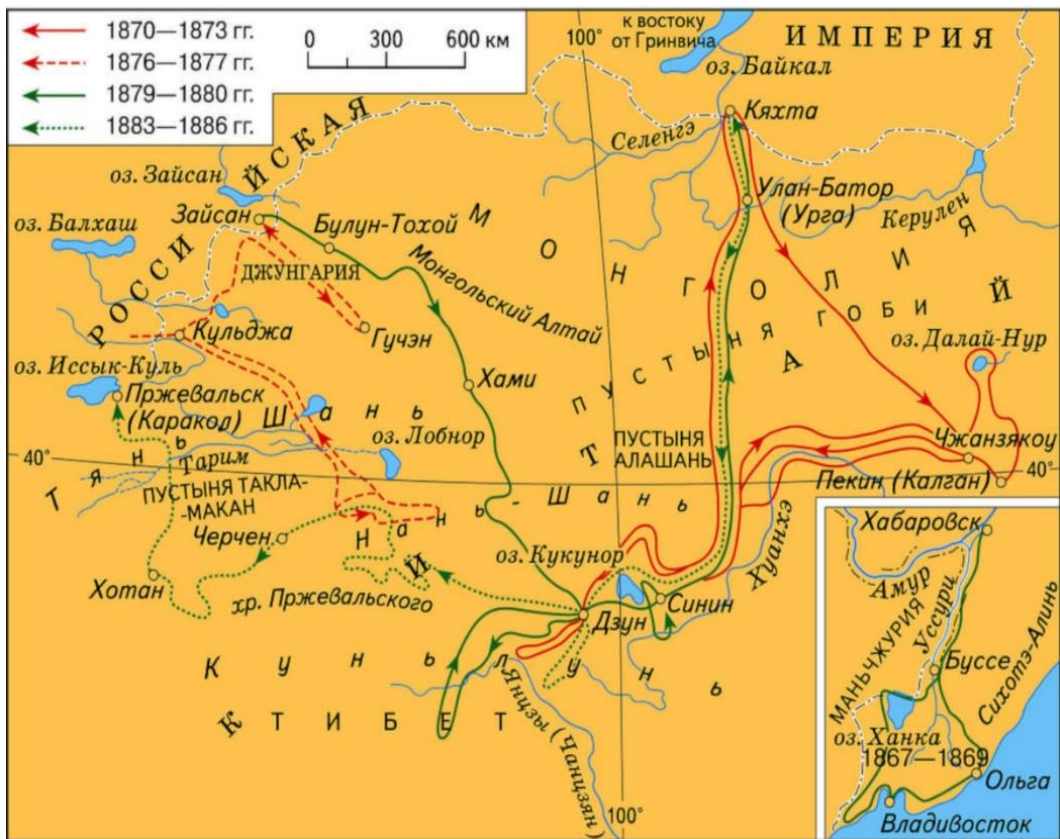 1870—1873 гг.
1876—1877 гг.
1879—1880 гг.
1883—1886 гг.
0 300 600 км
100°
к востоку
от Гринвича
оз. Байкал
ИМПЕРИЯ
РОССИЙСКАЯ
Кяхта
Селенгэ
оз. Зайсан
Зайсан
Булун-Тохой
оз. Балхаш
Улан-Батор
(Урга)
Керулен
МОНГОЛИЯ
ДЖУНГАРИЯ
Монгольский Алтай
Кульджа
Гучэн
ПУСТЫНЯ ГОБИ
оз. Далай-Нур
оз. Иссык-Куль
Пржевальск
(Каракол)
Хами
КИТАЙ
Тянь-Шань
оз. Лобнор
Чжанзякоу
ПУСТЫНЯ
АЛАШАНЬ
40°
Тарим
40°
Пекин (Калган)
ПУСТЫНЯ ТАКЛА-
-МАКАН
Нань-Шань
Черчен
Хуанхэ
оз. Кукунор
Хотан
хр. Пржевальского
Синин
Дзун
Куньлунь
ТИБЕТ
Янцзы (Чанцзян)
100°
Хабаровск
Амур
МАНЬЧЖУРИЯ
Уссури
Буссе
Сихотэ-Алинь
оз. Ханка
1867—1869
Ольга
Владивосток